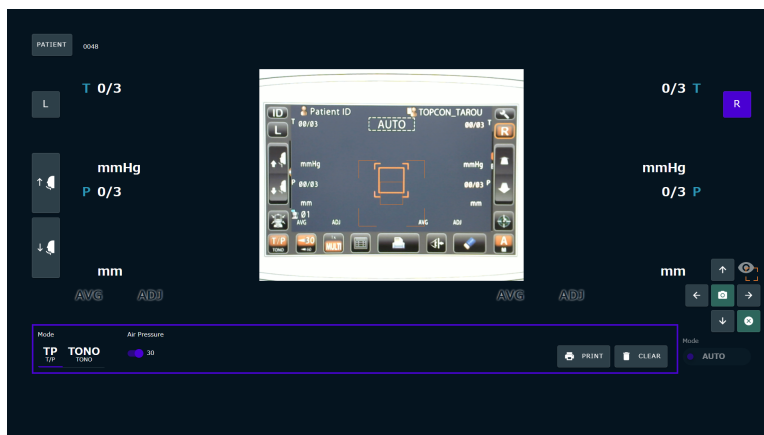 PATIENT 0048
T 0/3
0/3 T
L
R
ID Patient ID TOPCON_TAROU
L T 00/03 AUTO 00/03 T R
mmHg mmHg
P 00/03 00/03 P
mm mm
01
AVG ADJ AVG ADJ
T/P TONO 30 MULTI A
mmHg
P 0/3
mmHg
0/3 P
mm
mm
AVG ADJ
AVG ADJ
Mode Air Pressure
TP TONO 30
T/P TONO
PRINT CLEAR
Mode
AUTO